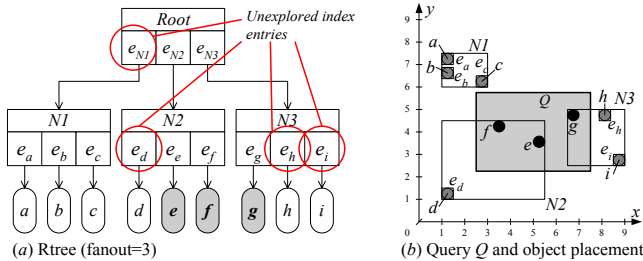 Root
Unexplored index
entries
eN1 eN2 eN3
N1 N2 N3
ea eb ec ed ee ef eg eh ei
a b c d e f g h i
(a) Rtree (fanout=3)
y
9
8
7
6
5
4
3
2
1
0 1 2 3 4 5 6 7 8 9
x
a N1
ea ec c
b eb
Q
N3
h
g eh
f
e
ei
i
ed
d
N2
(b) Query Q and object placement